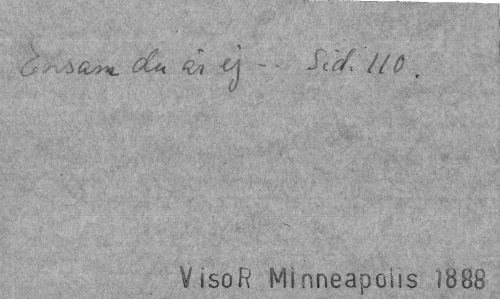 Ensam du är ej -- Sid. 110.
VisoR Minneapolis 1888